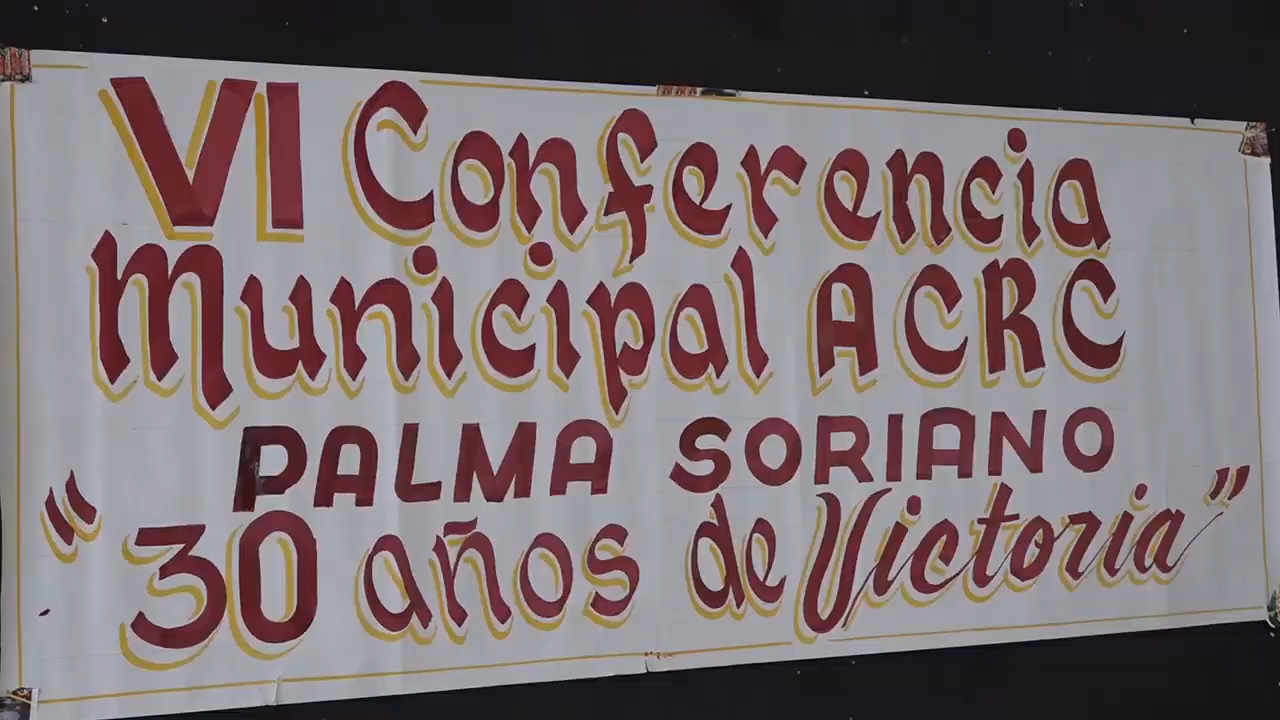 VI Conferencia
Municipal ACRC
PALMA SORIANO
"30 años de Victoria"